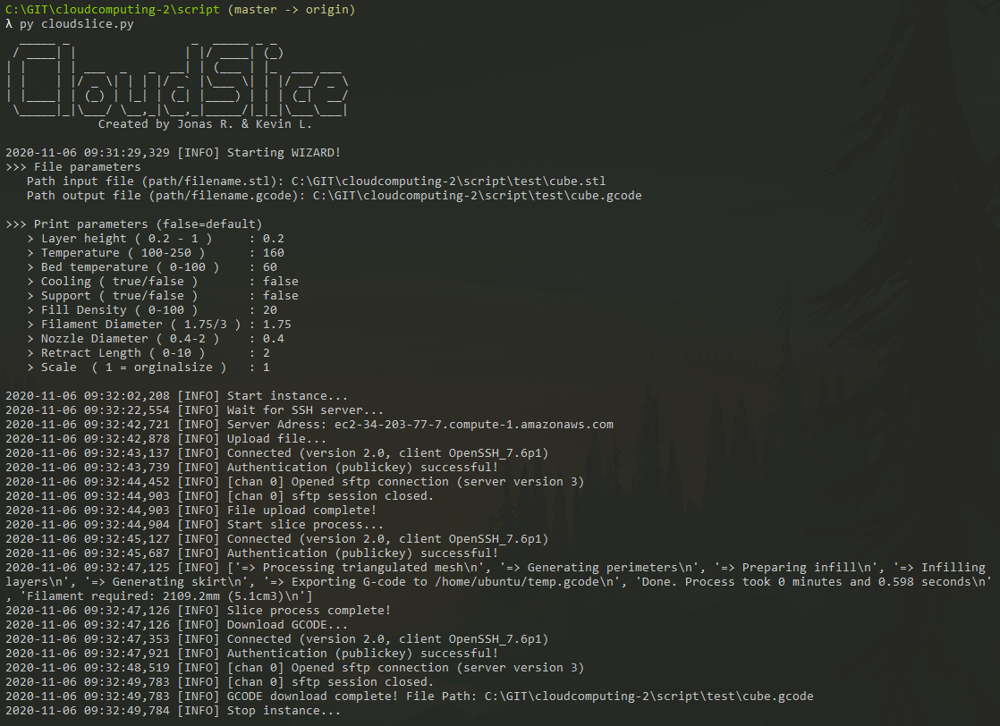 C:\GIT\cloudcomputing-2\script (master -> origin)
λ py cloudslice.py
CloudSlice
Created by Jonas R. & Kevin L.
2020-11-06 09:31:29,329 [INFO] Starting WIZARD!
>>> File parameters
Path input file (path/filename.stl): C:\GIT\cloudcomputing-2\script\test\cube.stl
Path output file (path/filename.gcode): C:\GIT\cloudcomputing-2\script\test\cube.gcode
>>> Print parameters (false=default)
> Layer height ( 0.2 - 1 ) : 0.2
> Temperature ( 100-250 ) : 160
> Bed temperature ( 0-100 ) : 60
> Cooling ( true/false ) : false
> Support ( true/false ) : false
> Fill Density ( 0-100 ) : 20
> Filament Diameter ( 1.75/3 ) : 1.75
> Nozzle Diameter ( 0.4-2 ) : 0.4
> Retract Length ( 0-10 ) : 2
> Scale ( 1 = orginalsize ) : 1
2020-11-06 09:32:02,208 [INFO] Start instance...
2020-11-06 09:32:22,554 [INFO] Wait for SSH server...
2020-11-06 09:32:42,721 [INFO] Server Adress: ec2-34-203-77-7.compute-1.amazonaws.com
2020-11-06 09:32:42,878 [INFO] Upload file...
2020-11-06 09:32:43,137 [INFO] Connected (version 2.0, client OpenSSH_7.6p1)
2020-11-06 09:32:43,739 [INFO] Authentication (publickey) successful!
2020-11-06 09:32:44,452 [INFO] [chan 0] Opened sftp connection (server version 3)
2020-11-06 09:32:44,903 [INFO] [chan 0] sftp session closed.
2020-11-06 09:32:44,903 [INFO] File upload complete!
2020-11-06 09:32:44,904 [INFO] Start slice process...
2020-11-06 09:32:45,127 [INFO] Connected (version 2.0, client OpenSSH_7.6p1)
2020-11-06 09:32:45,687 [INFO] Authentication (publickey) successful!
2020-11-06 09:32:47,125 [INFO] ['=> Processing triangulated mesh\n', '=> Generating perimeters\n', '=> Preparing infill\n', '=> Infilling
layers\n', '=> Generating skirt\n', '=> Exporting G-code to /home/ubuntu/temp.gcode\n', 'Done. Process took 0 minutes and 0.598 seconds\n'
, 'Filament required: 2109.2mm (5.1cm3)\n']
2020-11-06 09:32:47,126 [INFO] Slice process complete!
2020-11-06 09:32:47,126 [INFO] Download GCODE...
2020-11-06 09:32:47,353 [INFO] Connected (version 2.0, client OpenSSH_7.6p1)
2020-11-06 09:32:47,921 [INFO] Authentication (publickey) successful!
2020-11-06 09:32:48,519 [INFO] [chan 0] Opened sftp connection (server version 3)
2020-11-06 09:32:49,783 [INFO] [chan 0] sftp session closed.
2020-11-06 09:32:49,783 [INFO] GCODE download complete! File Path: C:\GIT\cloudcomputing-2\script\test\cube.gcode
2020-11-06 09:32:49,784 [INFO] Stop instance...